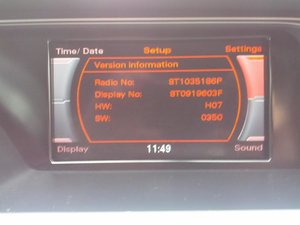 Time/ Date Setup Settings
Version information
Radio No: 8T1035186P
Display No: 8T0919603F
HW: H07
SW: 0350
Display 11:49 Sound